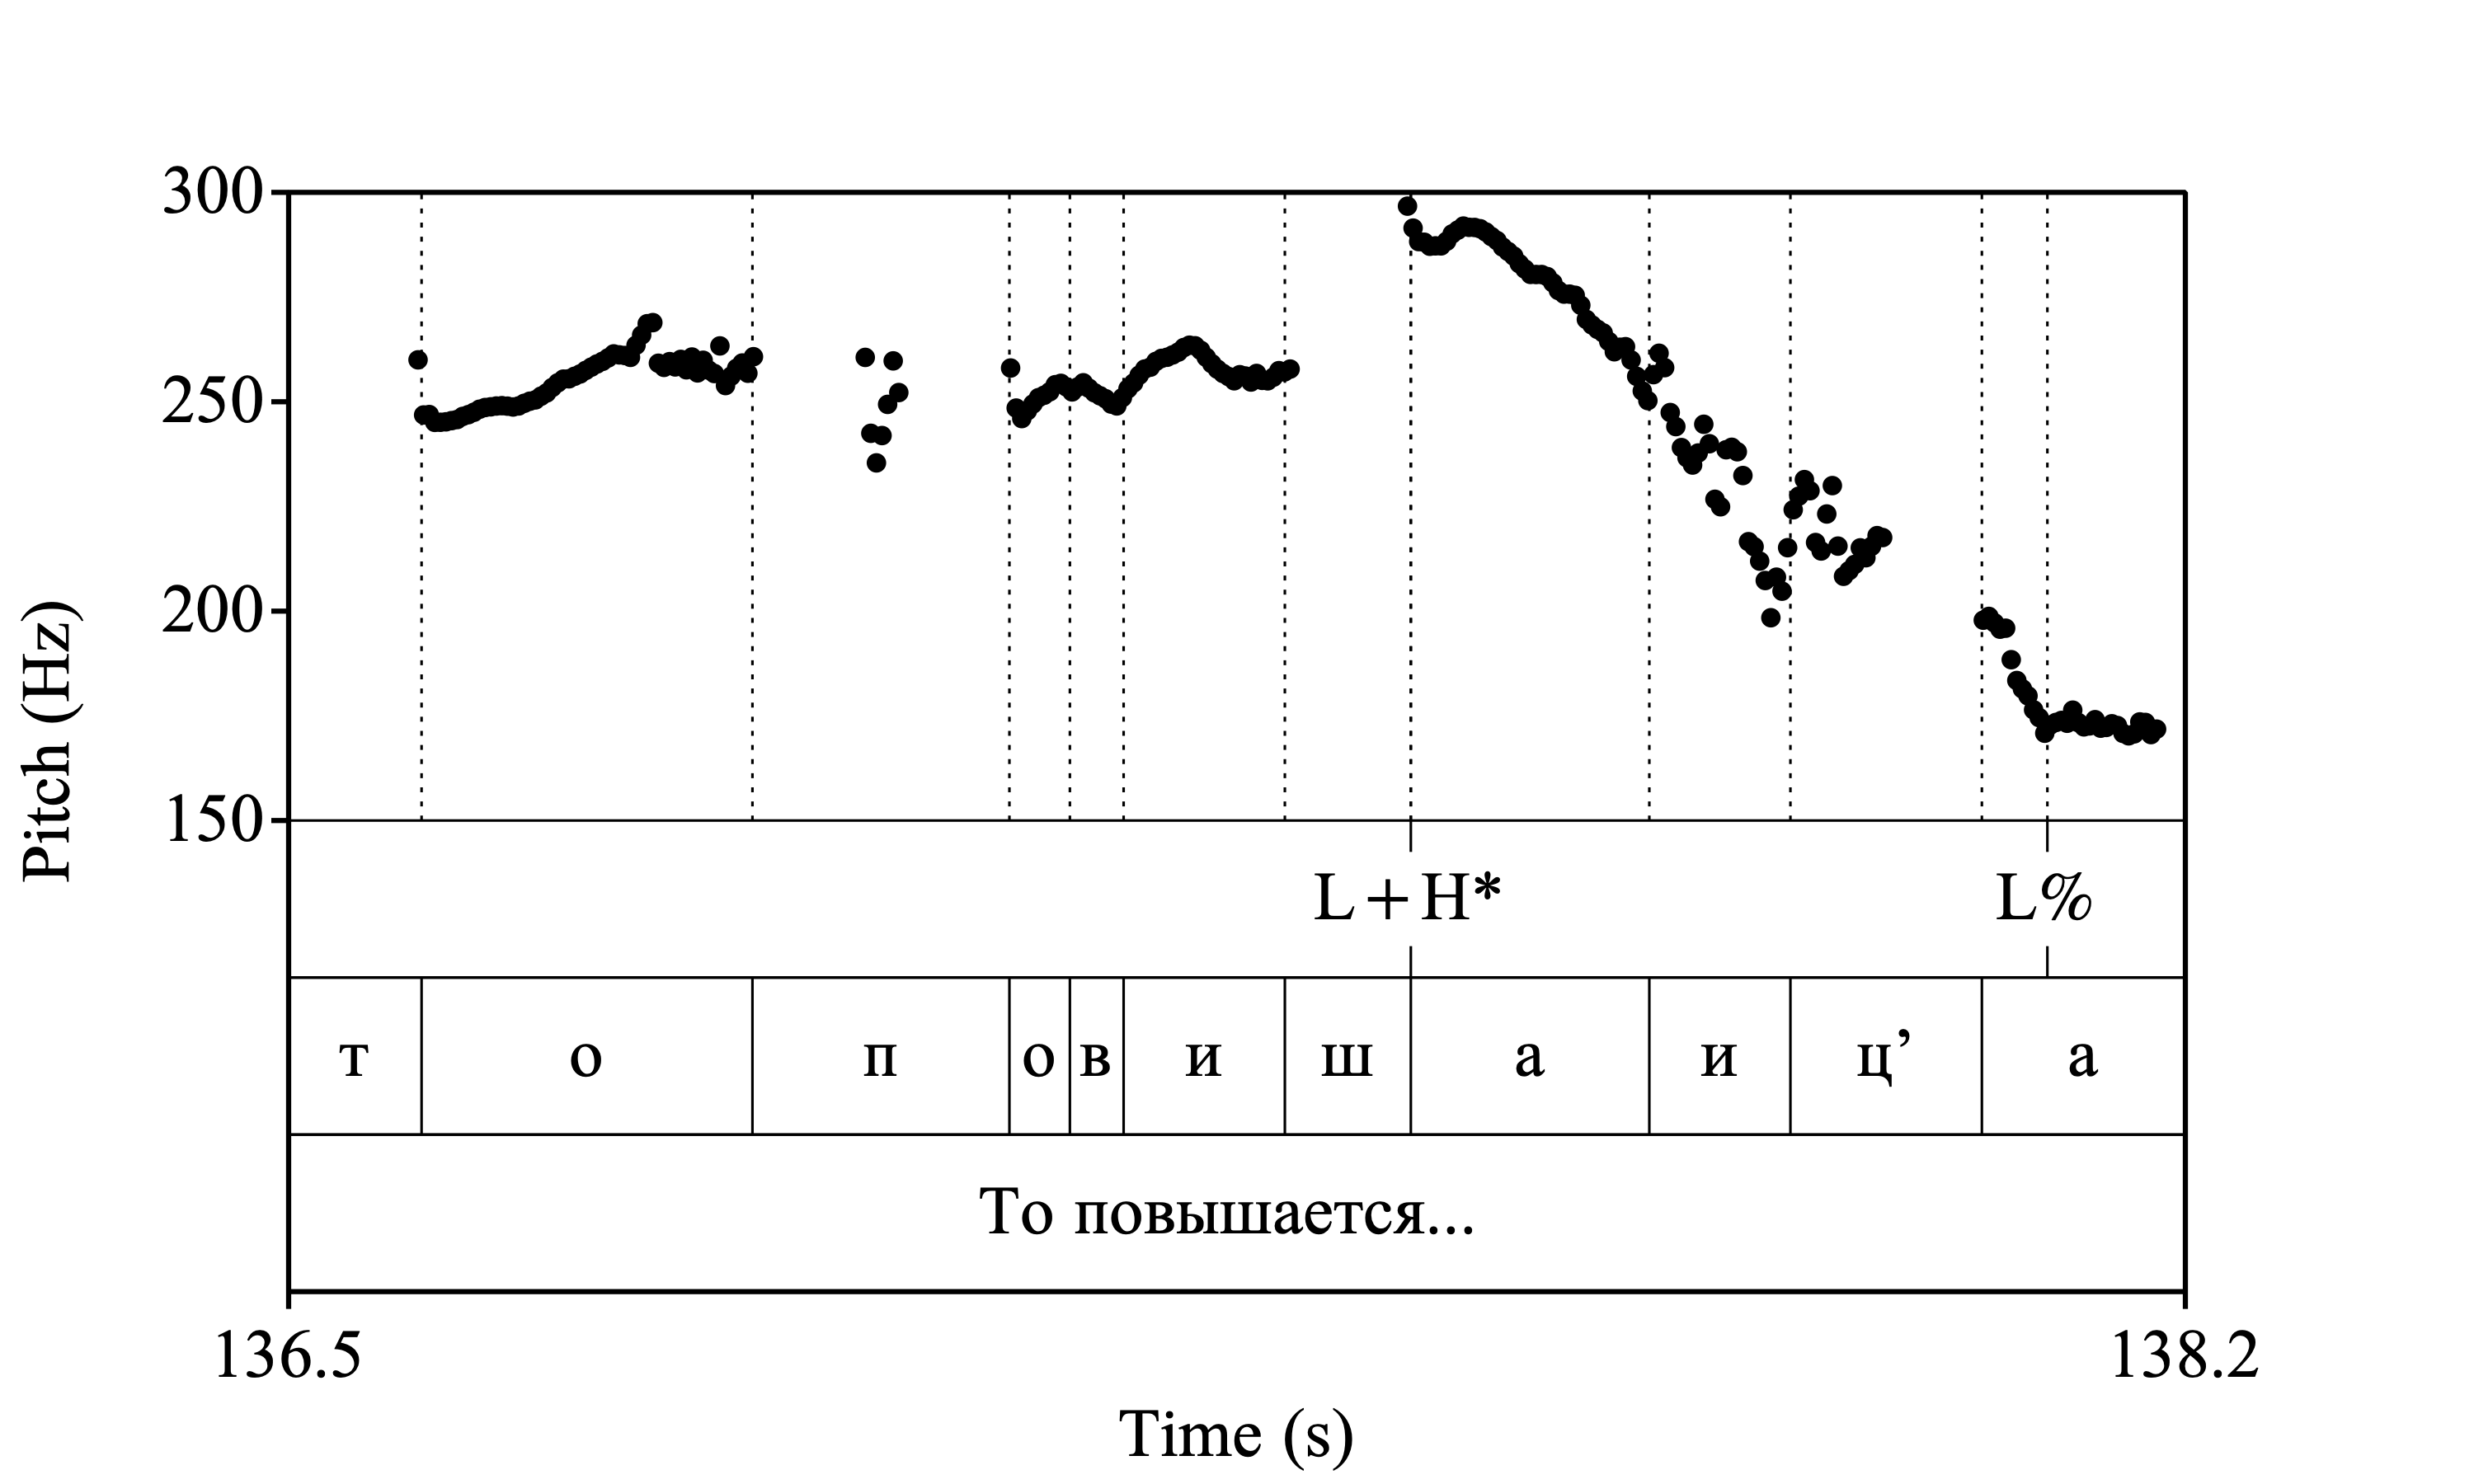 300
250
200
150
Pitch (Hz)
L+H* L%
т о п о в и ш а и ц’ а
То повышается...
136.5 138.2
Time (s)